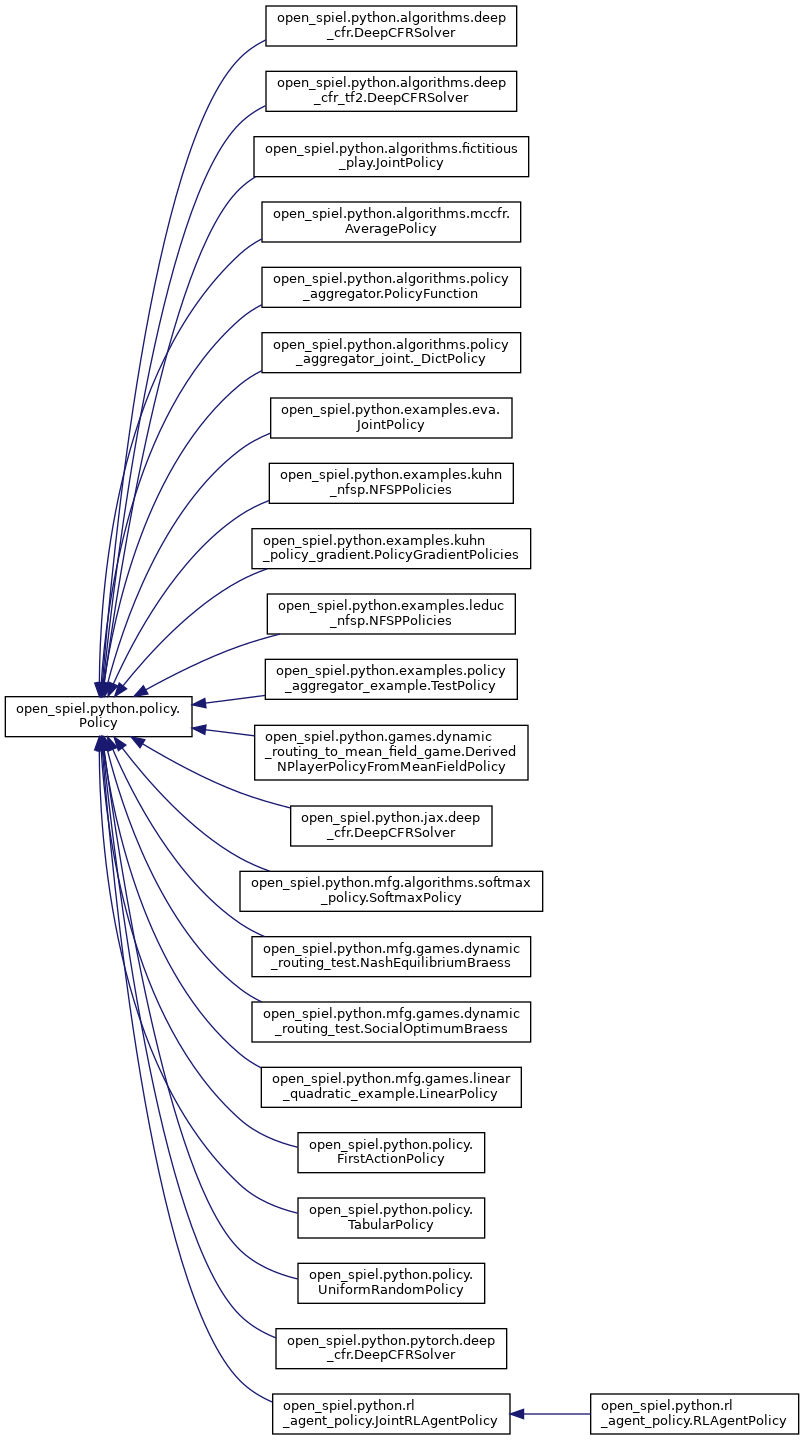 open_spiel.python.algorithms.deep
_cfr.DeepCFRSolver
open_spiel.python.algorithms.deep
_cfr_tf2.DeepCFRSolver
open_spiel.python.algorithms.fictitious
_play.JointPolicy
open_spiel.python.algorithms.mccfr.
AveragePolicy
open_spiel.python.algorithms.policy
_aggregator.PolicyFunction
open_spiel.python.algorithms.policy
_aggregator_joint._DictPolicy
open_spiel.python.examples.eva.
JointPolicy
open_spiel.python.examples.kuhn
_nfsp.NFSPPolicies
open_spiel.python.examples.kuhn
_policy_gradient.PolicyGradientPolicies
open_spiel.python.examples.leduc
_nfsp.NFSPPolicies
open_spiel.python.examples.policy
_aggregator_example.TestPolicy
open_spiel.python.policy.
Policy
open_spiel.python.games.dynamic
_routing_to_mean_field_game.Derived
NPlayerPolicyFromMeanFieldPolicy
open_spiel.python.jax.deep
_cfr.DeepCFRSolver
open_spiel.python.mfg.algorithms.softmax
_policy.SoftmaxPolicy
open_spiel.python.mfg.games.dynamic
_routing_test.NashEquilibriumBraess
open_spiel.python.mfg.games.dynamic
_routing_test.SocialOptimumBraess
open_spiel.python.mfg.games.linear
_quadratic_example.LinearPolicy
open_spiel.python.policy.
FirstActionPolicy
open_spiel.python.policy.
TabularPolicy
open_spiel.python.policy.
UniformRandomPolicy
open_spiel.python.pytorch.deep
_cfr.DeepCFRSolver
open_spiel.python.rl
_agent_policy.JointRLAgentPolicy
open_spiel.python.rl
_agent_policy.RLAgentPolicy